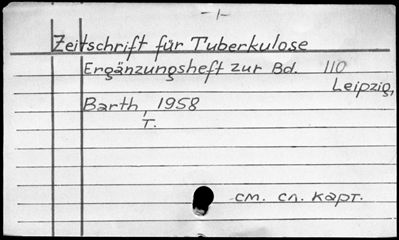 - 1 -
Zeitschrift für Tuberkulose
Ergänzungsheft zur Bd. 110
Leipzig,
Barth, 1958
T.
см. сл. карт.